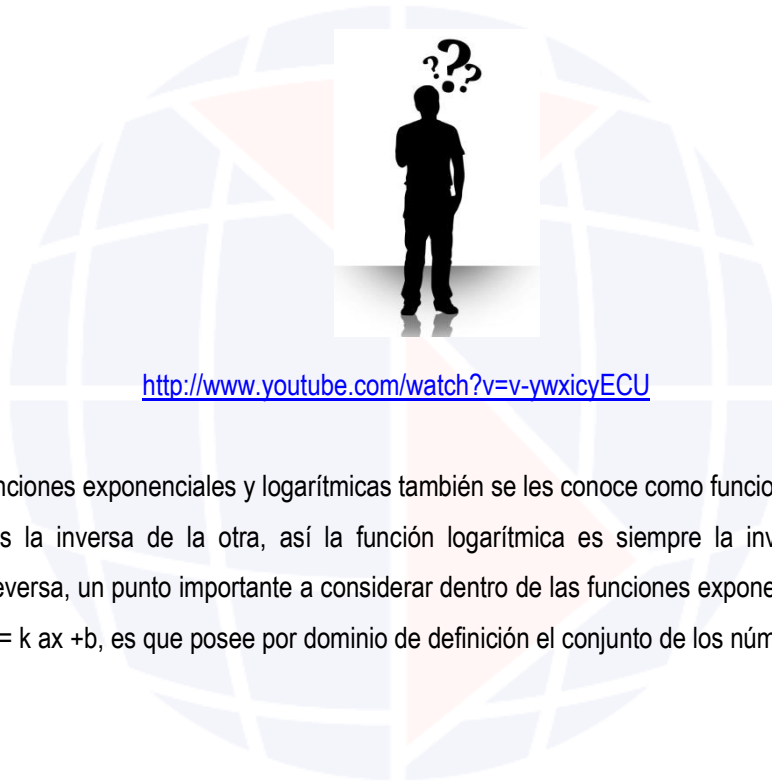 ???
http://www.youtube.com/watch?v=v-ywxicyECU
nciones exponenciales y logarítmicas también se les conoce como funcio
s la inversa de la otra, así la función logarítmica es siempre la inv
eversa, un punto importante a considerar dentro de las funciones expone
= k ax +b, es que posee por dominio de definición el conjunto de los núm